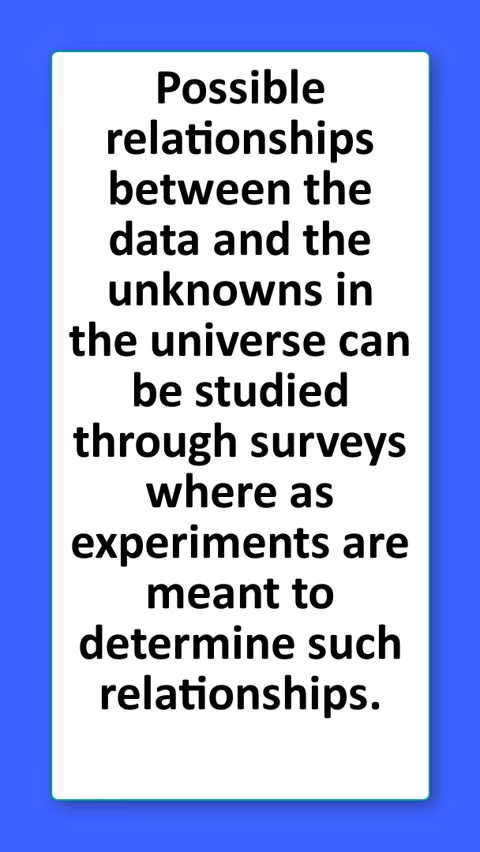 Possible
relationships
between the
data and the
unknowns in
the universe can
be studied
through surveys
where as
experiments are
meant to
determine such
relationships.